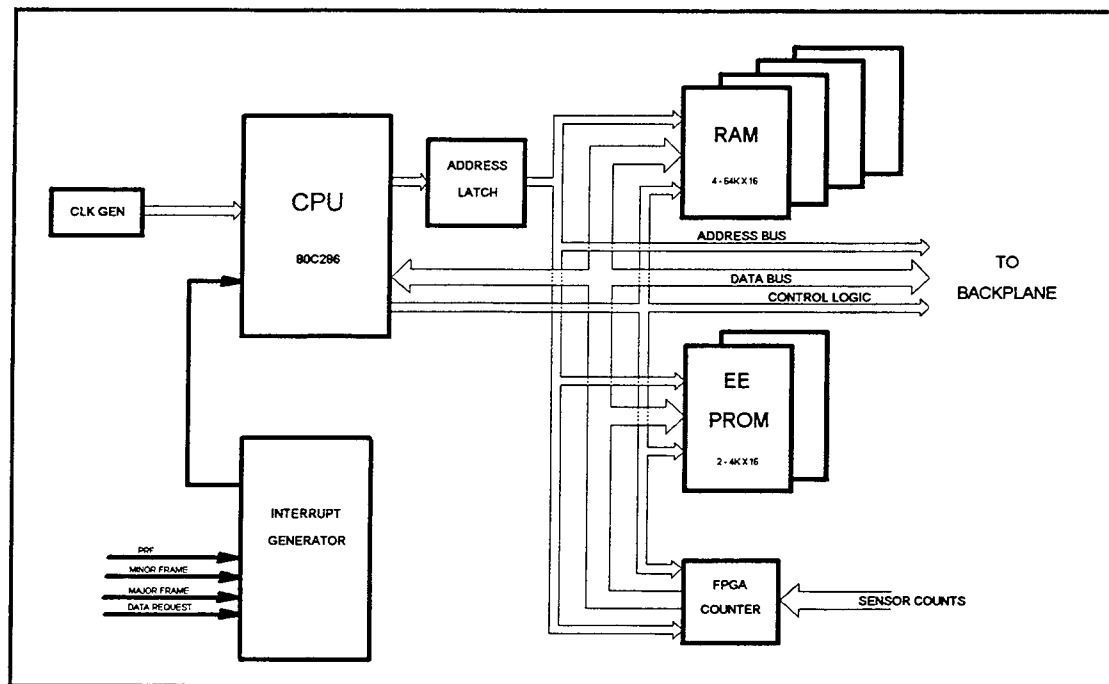 RAM
4 - 64K X 16
ADDRESS
LATCH
CPU
80C286
CLK GEN
ADDRESS BUS
DATA BUS
CONTROL LOGIC
TO
BACKPLANE
EE
PROM
2 - 4K X 16
INTERRUPT
GENERATOR
PRF
MINOR FRAME
MAJOR FRAME
DATA REQUEST
FPGA
COUNTER
SENSOR COUNTS